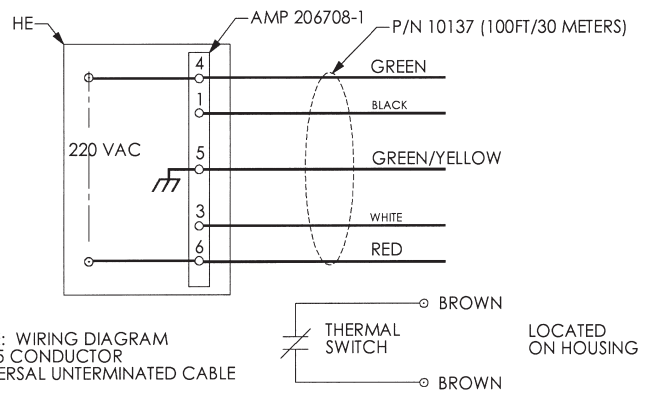 HE
AMP 206708-1
P/N 10137 (100FT/30 METERS)
4
GREEN
1
BLACK
220 VAC
5
GREEN/YELLOW
3
WHITE
6
RED
BROWN
: WIRING DIAGRAM
THERMAL
LOCATED
5 CONDUCTOR
SWITCH
ON HOUSING
ERSAL UNTERMINATED CABLE
BROWN